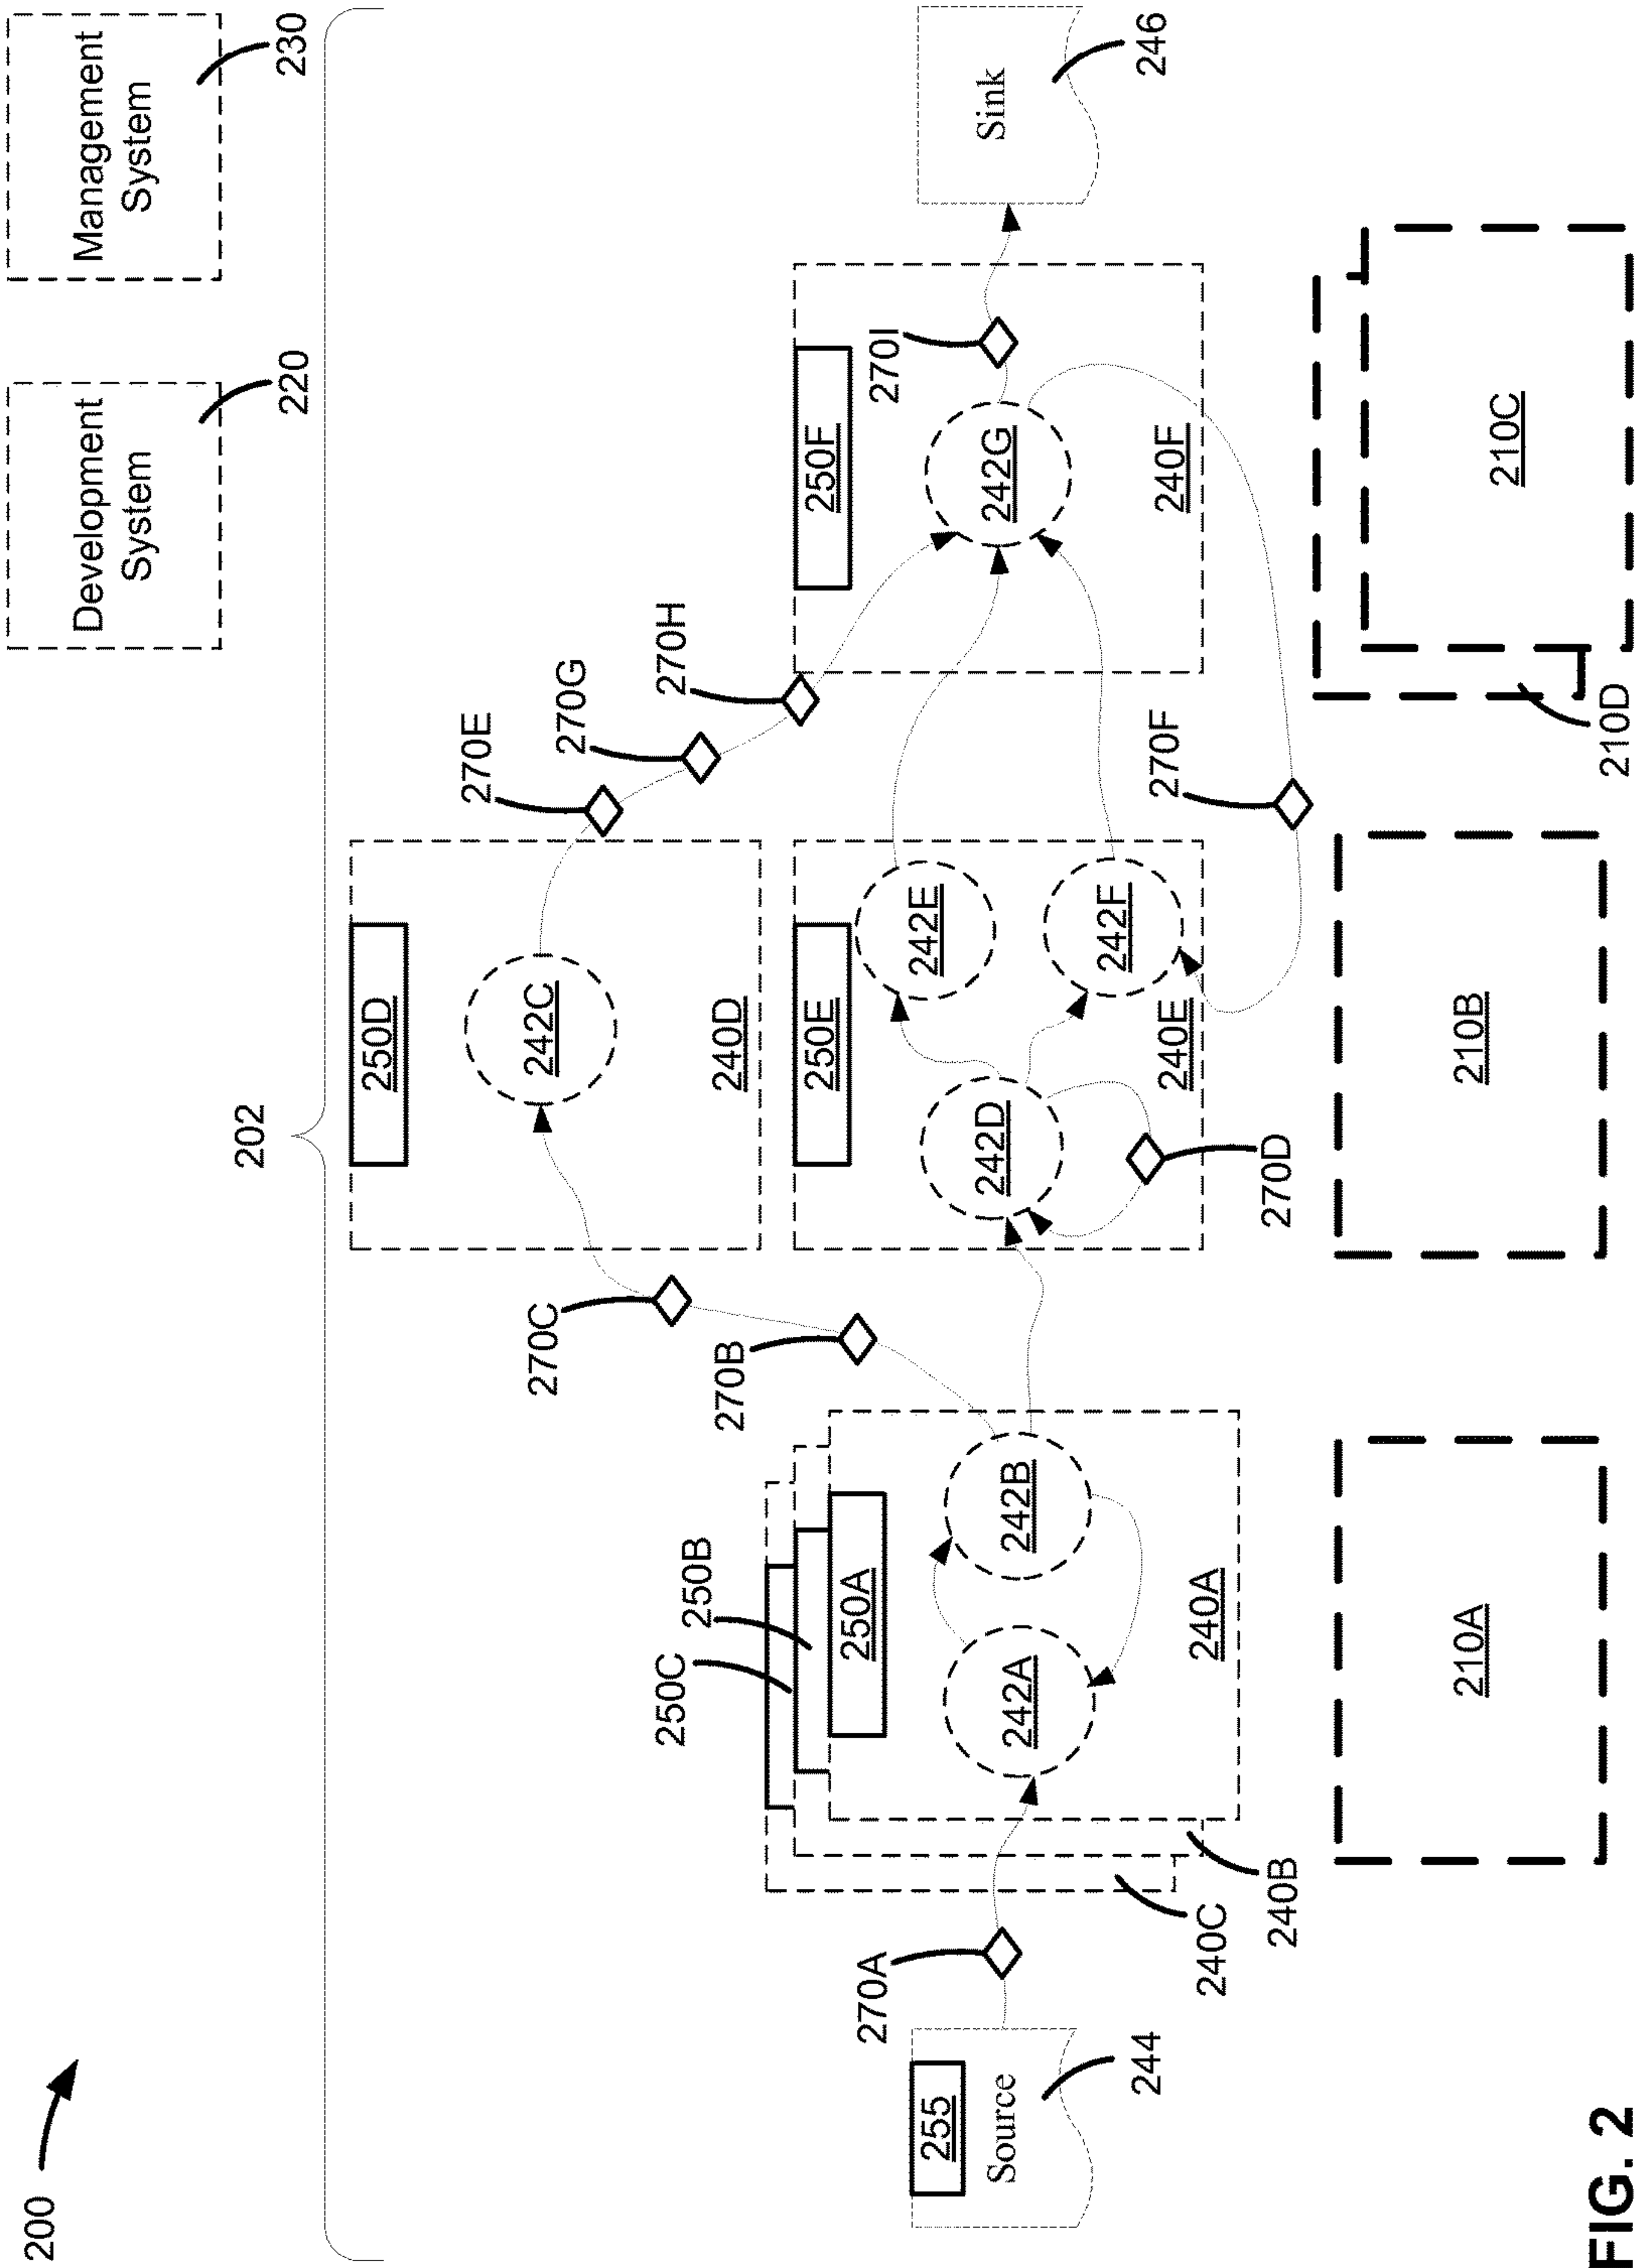 200
Development
System
220
Management
System
230
202
250D
242C
240D
270C
270B
270E
270G
270H
250C
250B
250A
242A
242B
240A
240B
240C
270A
255
Source
244
250E
242D
242E
242F
240E
270D
270F
250F
242G
240F
270I
Sink
246
210A
210B
210C
210D
FIG. 2